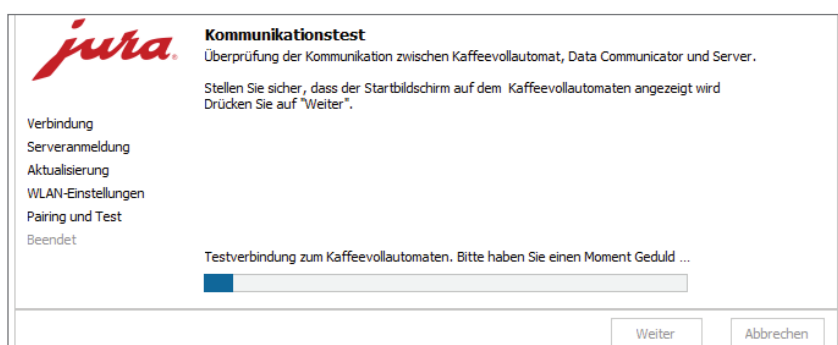 jura
Kommunikationstest
Überprüfung der Kommunikation zwischen Kaffeevollautomat, Data Communicator und Server.
Stellen Sie sicher, dass der Startbildschirm auf dem Kaffeevollautomaten angezeigt wird
Drücken Sie auf "Weiter".
Verbindung
Serveranmeldung
Aktualisierung
WLAN-Einstellungen
Pairing und Test
Beendet
Testverbindung zum Kaffeevollautomaten. Bitte haben Sie einen Moment Geduld ...
Weiter
Abbrechen